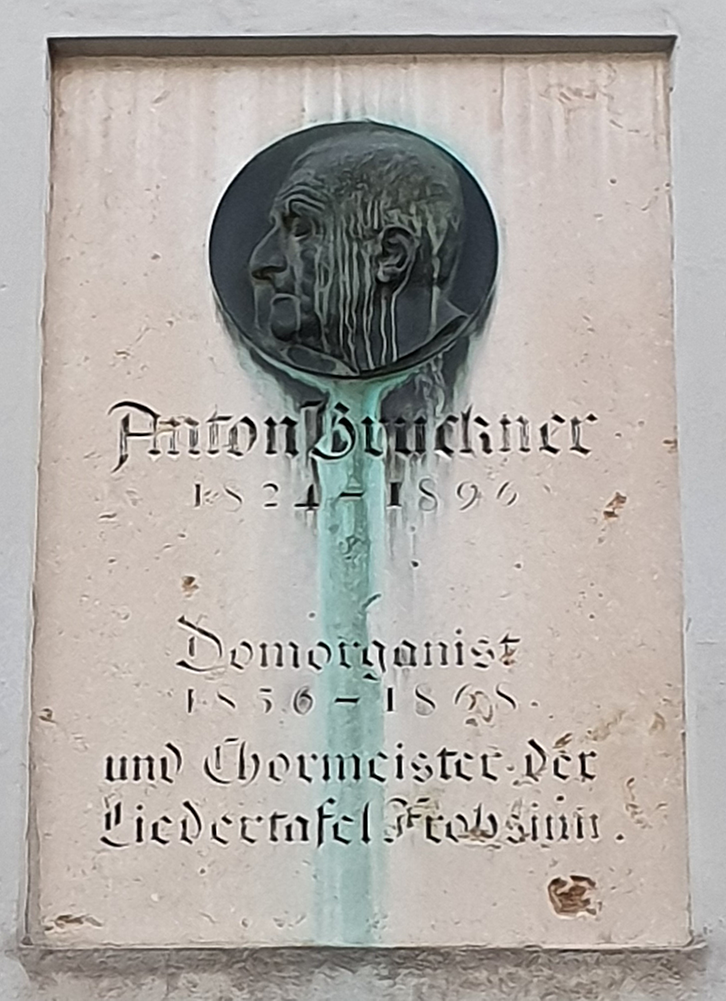 Anton Bruckner
1824 – 1896
Domorganist
1856 – 1868.
und Chormeister der
Liedertafel Frohsinn.